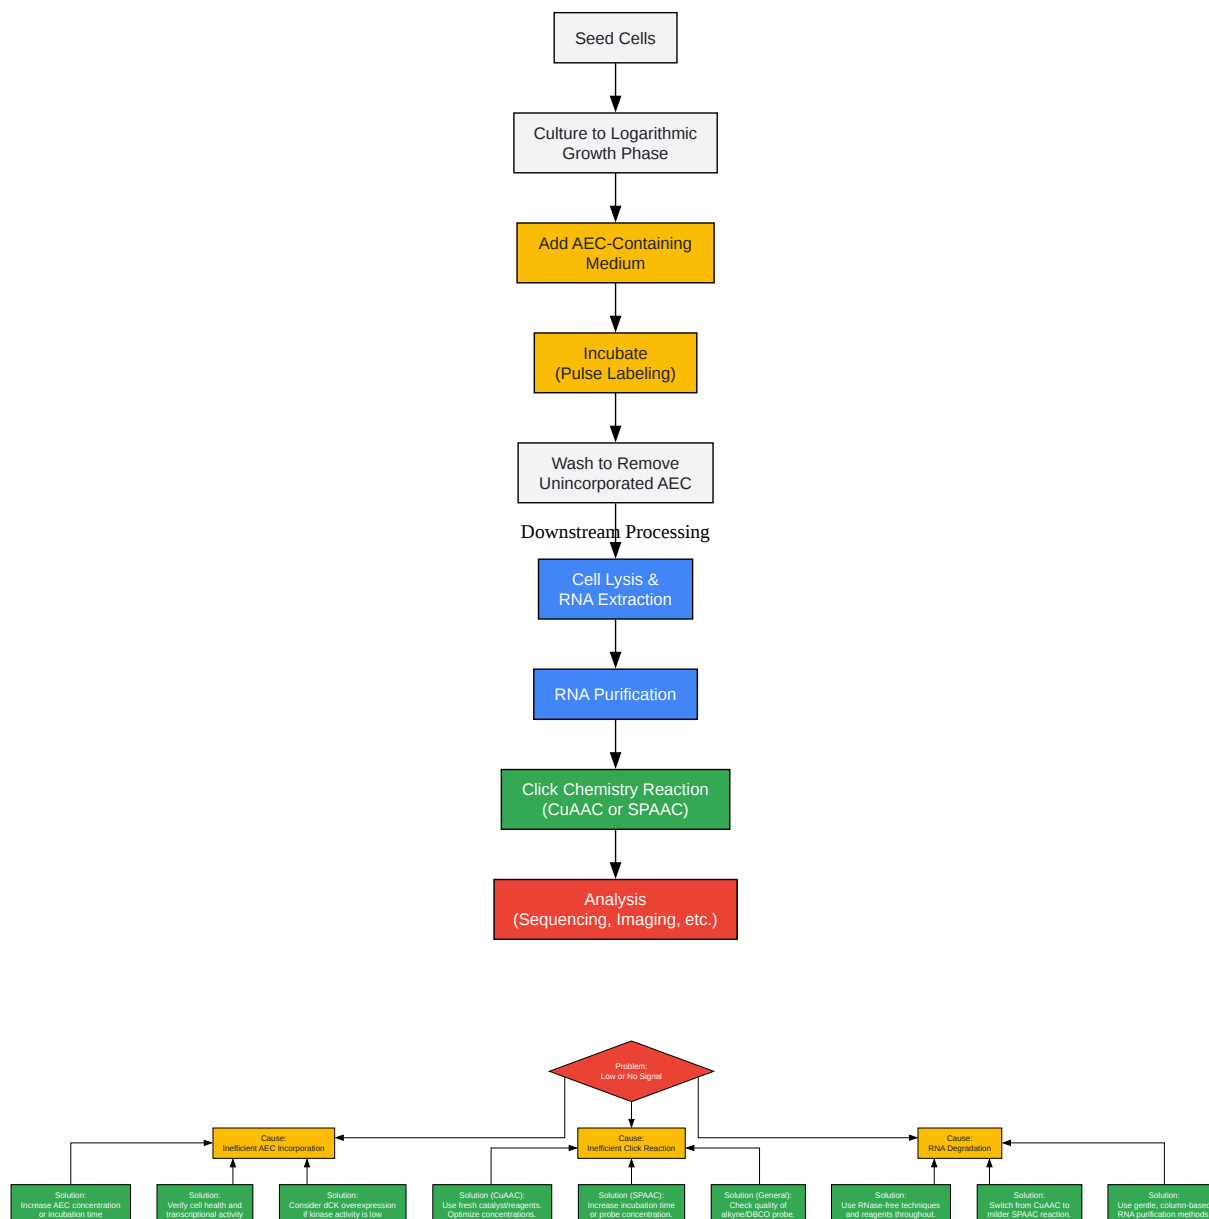 Seed Cells
Culture to Logarithmic
Growth Phase
Add AEC-Containing
Medium
Incubate
(Pulse Labeling)
Wash to Remove
Unincorporated AEC
Downstream Processing
Cell Lysis &
RNA Extraction
RNA Purification
Click Chemistry Reaction
(CuAAC or SPAAC)
Analysis
(Sequencing, Imaging, etc.)
Problem:
Low or No Signal
Cause:
Inefficient AEC Incorporation
Cause:
Inefficient Click Reaction
Cause:
RNA Degradation
Solution:
Increase AEC concentration
or incubation time
Solution:
Verify cell health and
transcriptional activity
Solution:
Consider dCK overexpression
if kinase activity is low
Solution (CuAAC):
Use fresh catalyst/reagents.
Optimize concentrations.
Solution (SPAAC):
Increase incubation time
or probe concentration.
Solution (General):
Check quality of
alkyne/DBCO probe.
Solution:
Use RNase-free techniques
and reagents throughout.
Solution:
Switch from CuAAC to
milder SPAAC reaction.
Solution:
Use gentle, column-based
RNA purification methods